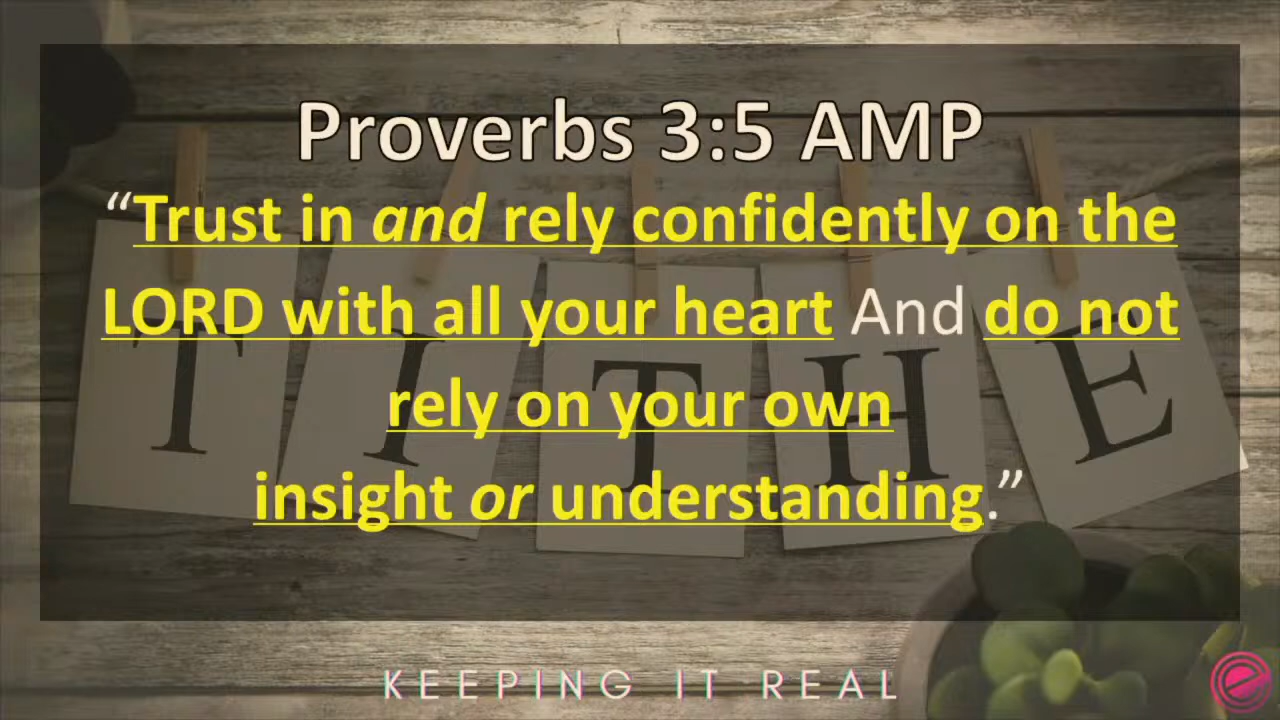 Proverbs 3:5 AMP
“Trust in and rely confidently on the
LORD with all your heart And do not
rely on your own
insight or understanding.”
TITHE
KEEPING IT REAL